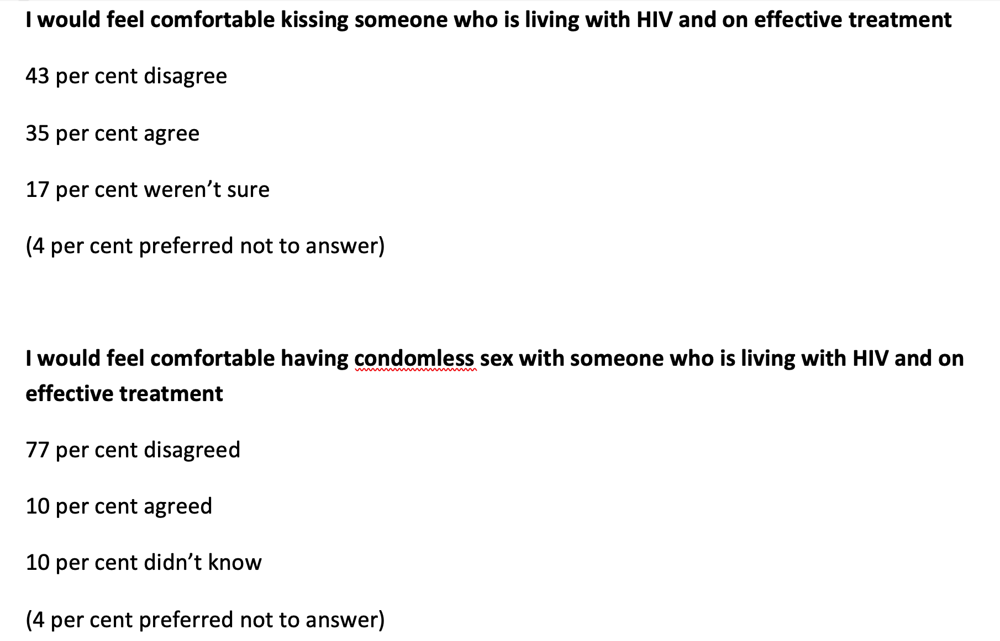 I would feel comfortable kissing someone who is living with HIV and on effective treatment
43 per cent disagree
35 per cent agree
17 per cent weren’t sure
(4 per cent preferred not to answer)
I would feel comfortable having condomless sex with someone who is living with HIV and on
effective treatment
77 per cent disagreed
10 per cent agreed
10 per cent didn’t know
(4 per cent preferred not to answer)